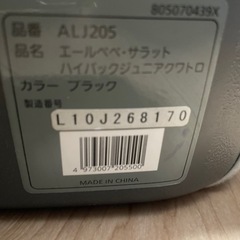 805070439X
品番 ALJ205
品名 エールベベ・サラット
ハイバックジュニアクワトロ
カラー ブラック
製造番号
L10J268170
4 973007 205500
MADE IN CHINA